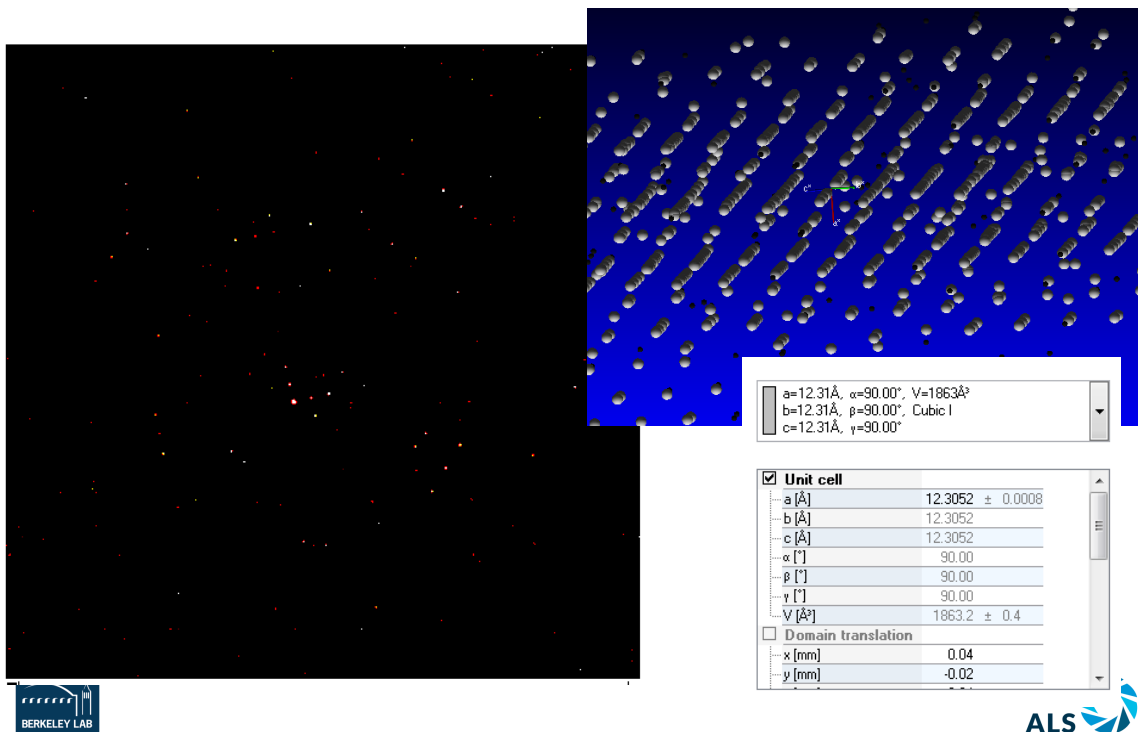 c*
b*
a*
a=12.31Å, α=90.00°, V=1863Å³
b=12.31Å, β=90.00°, Cubic I
c=12.31Å, γ=90.00°
Unit cell
a [Å] 12.3052 ± 0.0008
b [Å] 12.3052
c [Å] 12.3052
α [°] 90.00
β [°] 90.00
γ [°] 90.00
V [Å³] 1863.2 ± 0.4
Domain translation
x [mm] 0.04
y [mm] -0.02
BERKELEY LAB
ALS